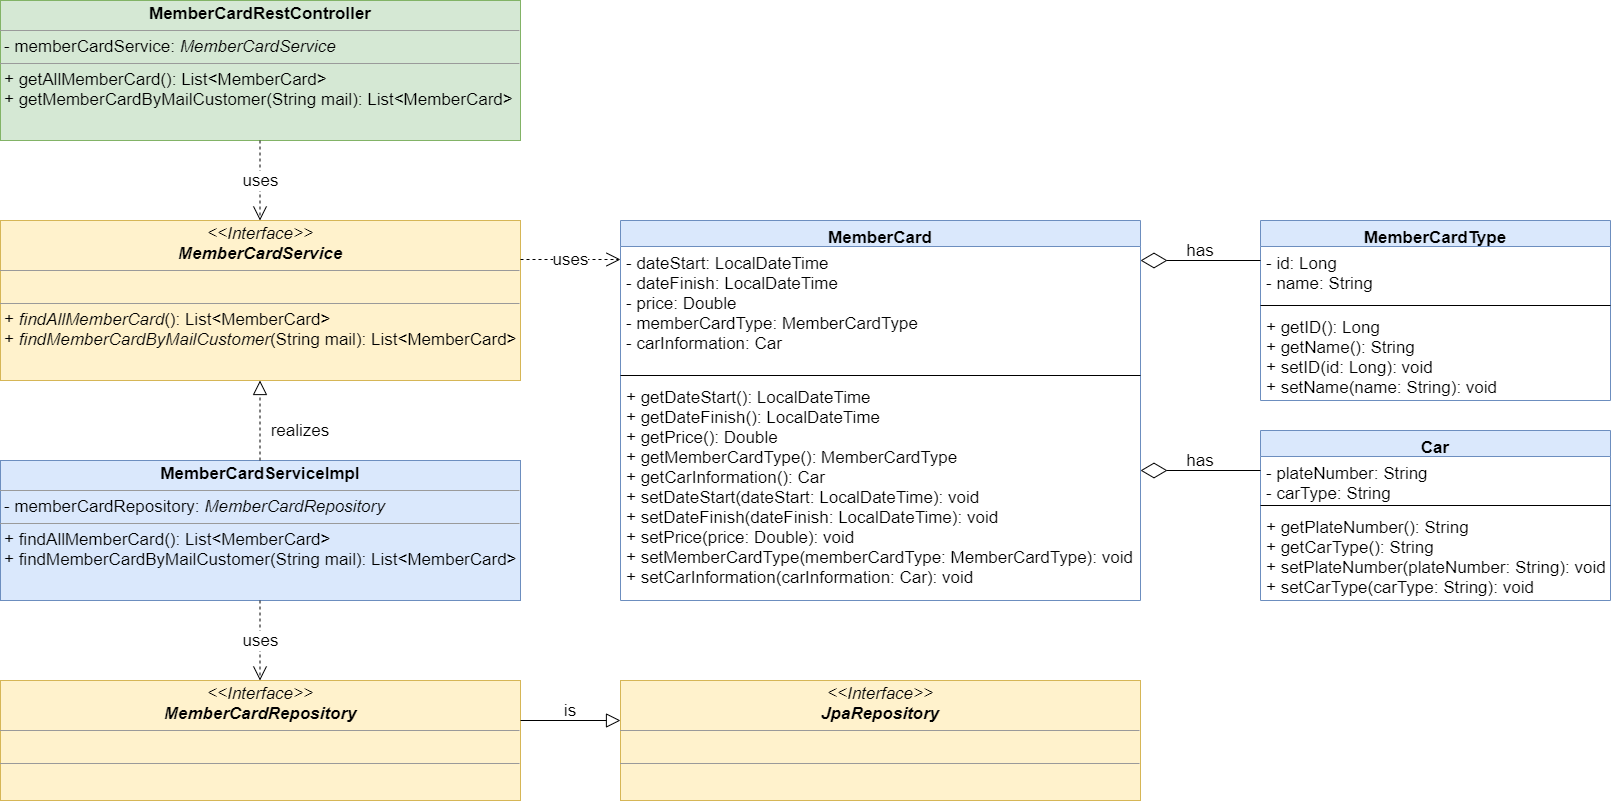 MemberCardRestController
- memberCardService: MemberCardService
+ getAllMemberCard(): List<MemberCard>
+ getMemberCardByMailCustomer(String mail): List<MemberCard>
uses
<<Interface>>
MemberCardService
+ findAllMemberCard(): List<MemberCard>
+ findMemberCardByMailCustomer(String mail): List<MemberCard>
uses
realizes
MemberCardServiceImpl
- memberCardRepository: MemberCardRepository
+ findAllMemberCard(): List<MemberCard>
+ findMemberCardByMailCustomer(String mail): List<MemberCard>
uses
<<Interface>>
MemberCardRepository
is
<<Interface>>
JpaRepository
MemberCard
- dateStart: LocalDateTime
- dateFinish: LocalDateTime
- price: Double
- memberCardType: MemberCardType
- carInformation: Car
+ getDateStart(): LocalDateTime
+ getDateFinish(): LocalDateTime
+ getPrice(): Double
+ getMemberCardType(): MemberCardType
+ getCarInformation(): Car
+ setDateStart(dateStart: LocalDateTime): void
+ setDateFinish(dateFinish: LocalDateTime): void
+ setPrice(price: Double): void
+ setMemberCardType(memberCardType: MemberCardType): void
+ setCarInformation(carInformation: Car): void
has
MemberCardType
- id: Long
- name: String
+ getID(): Long
+ getName(): String
+ setID(id: Long): void
+ setName(name: String): void
has
Car
- plateNumber: String
- carType: String
+ getPlateNumber(): String
+ getCarType(): String
+ setPlateNumber(plateNumber: String): void
+ setCarType(carType: String): void